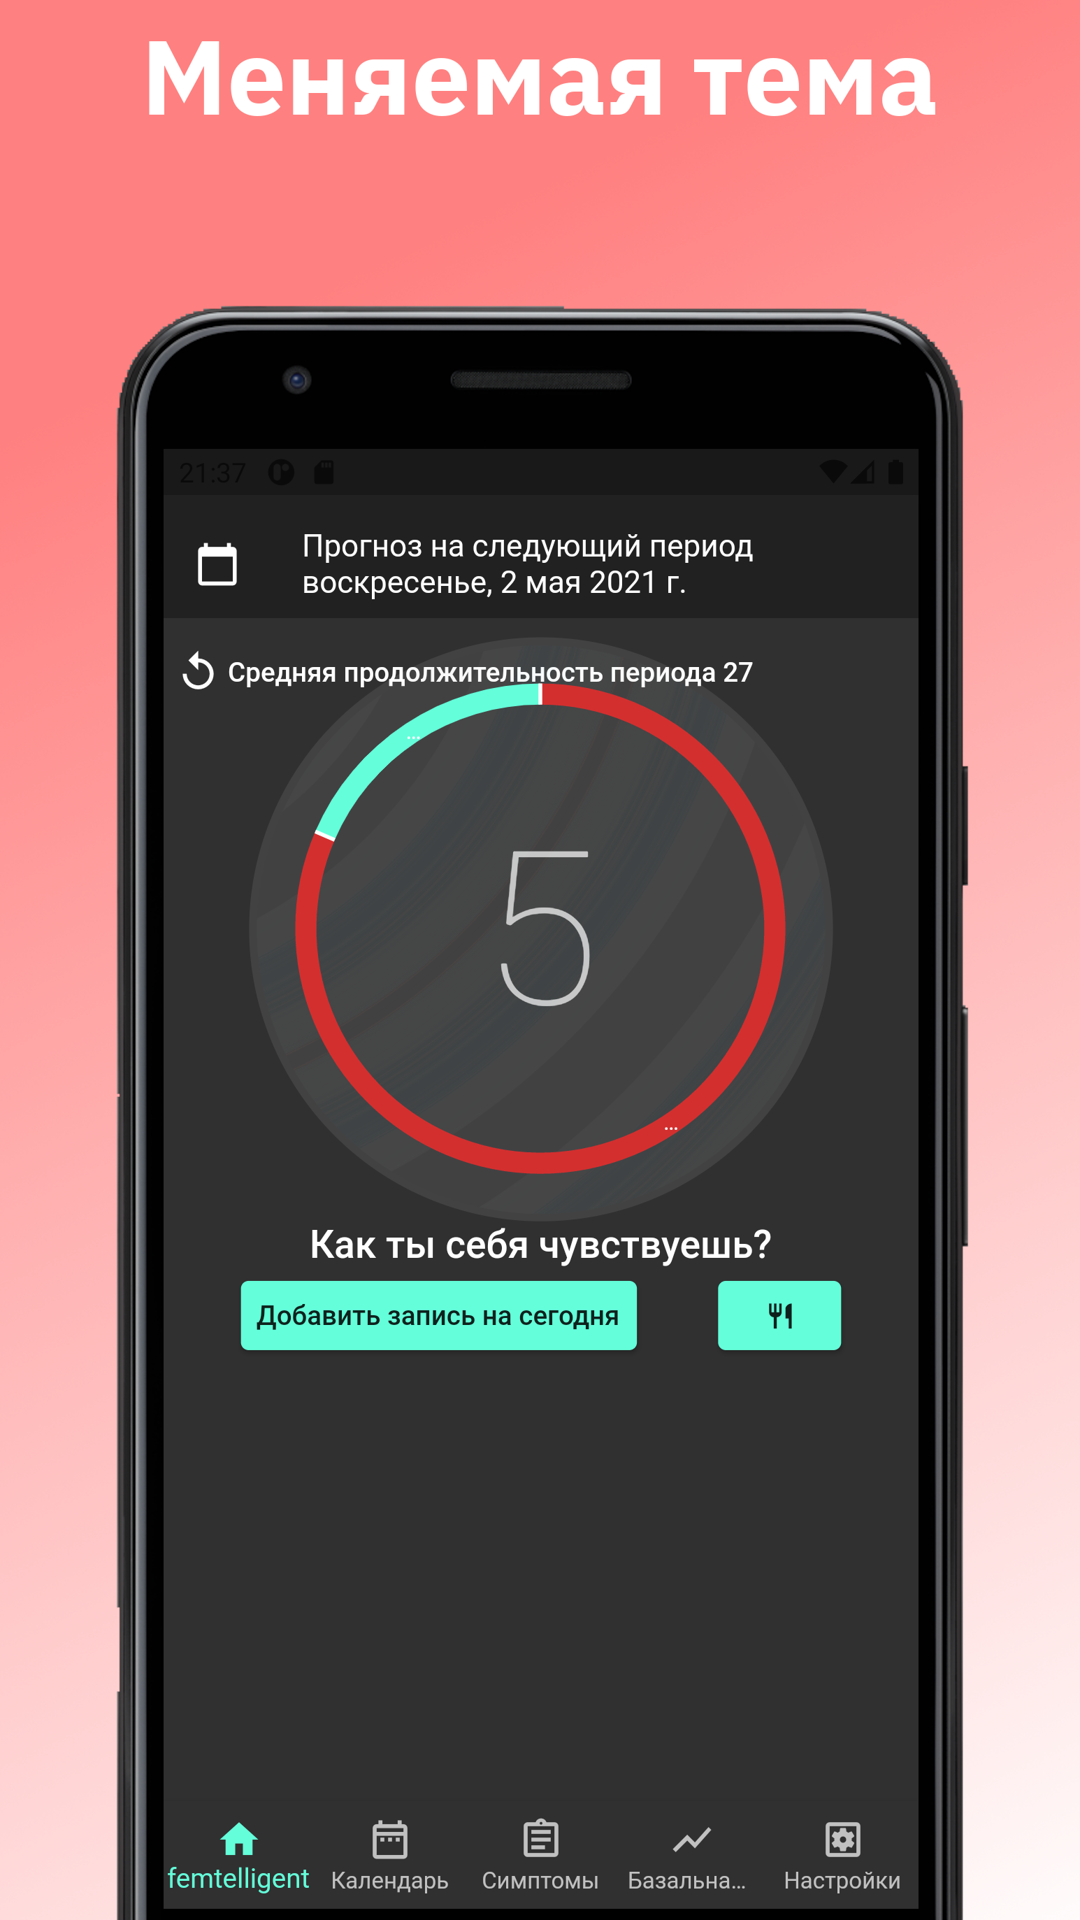 Меняемая тема
21:37
Прогноз на следующий период
воскресенье, 2 мая 2021 г.
Средняя продолжительность периода 27
...
5
...
Как ты себя чувствуешь?
Добавить запись на сегодня
femtelligent
Календарь
Симптомы
Базальна...
Настройки